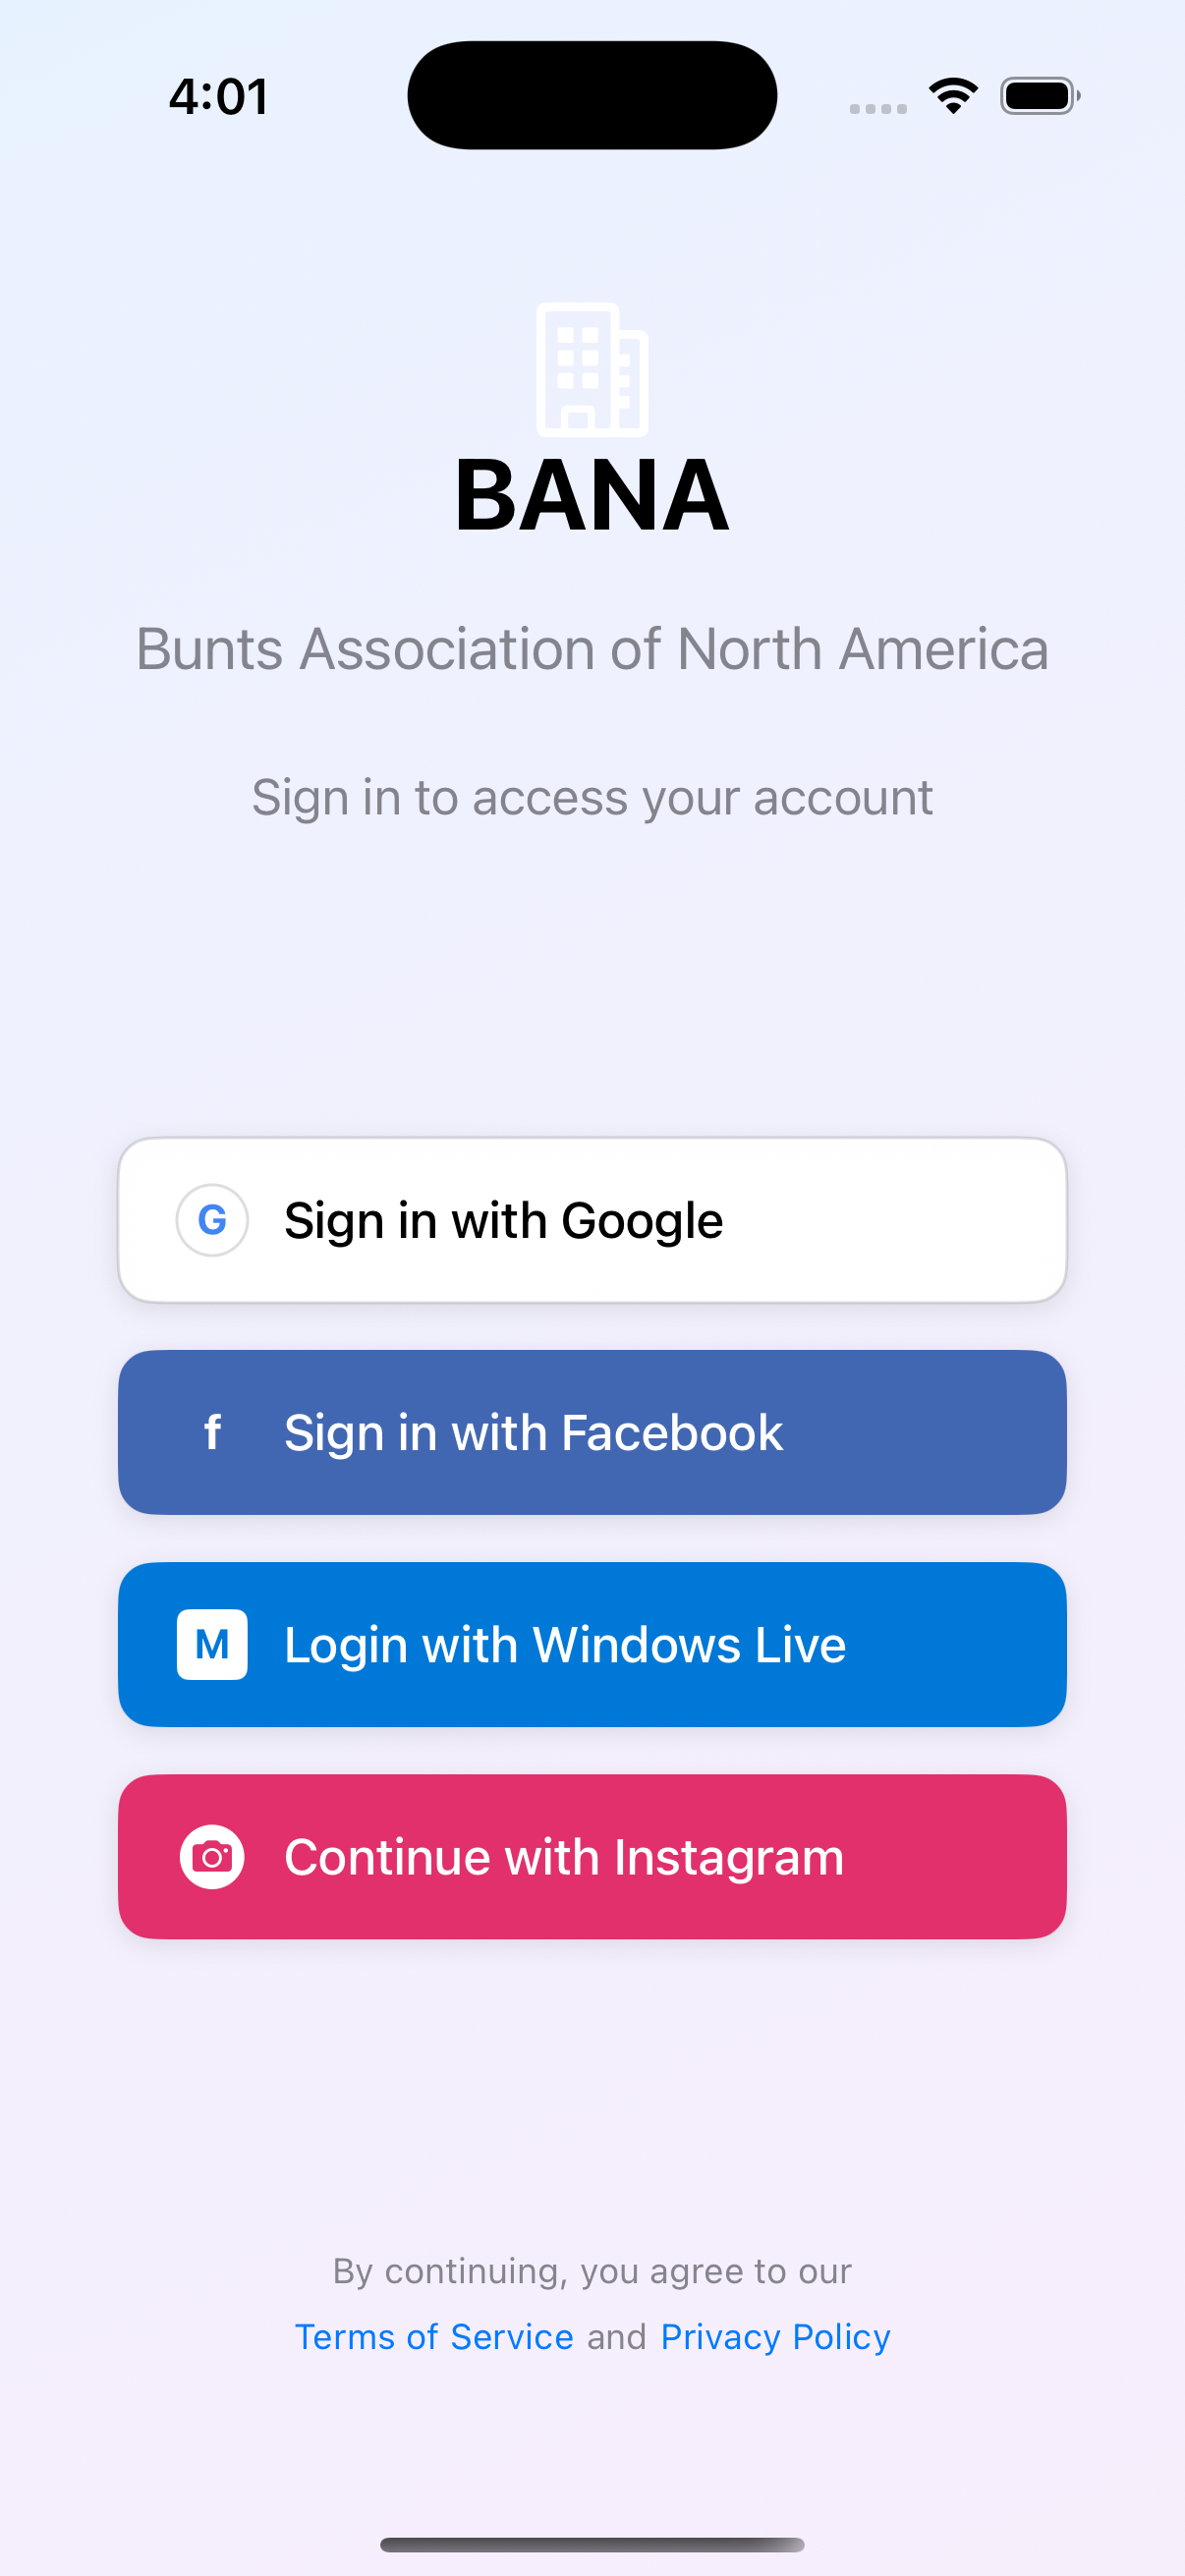 4:01
BANA
Bunts Association of North America
Sign in to access your account
G Sign in with Google
f Sign in with Facebook
M Login with Windows Live
Continue with Instagram
By continuing, you agree to our
Terms of Service and Privacy Policy